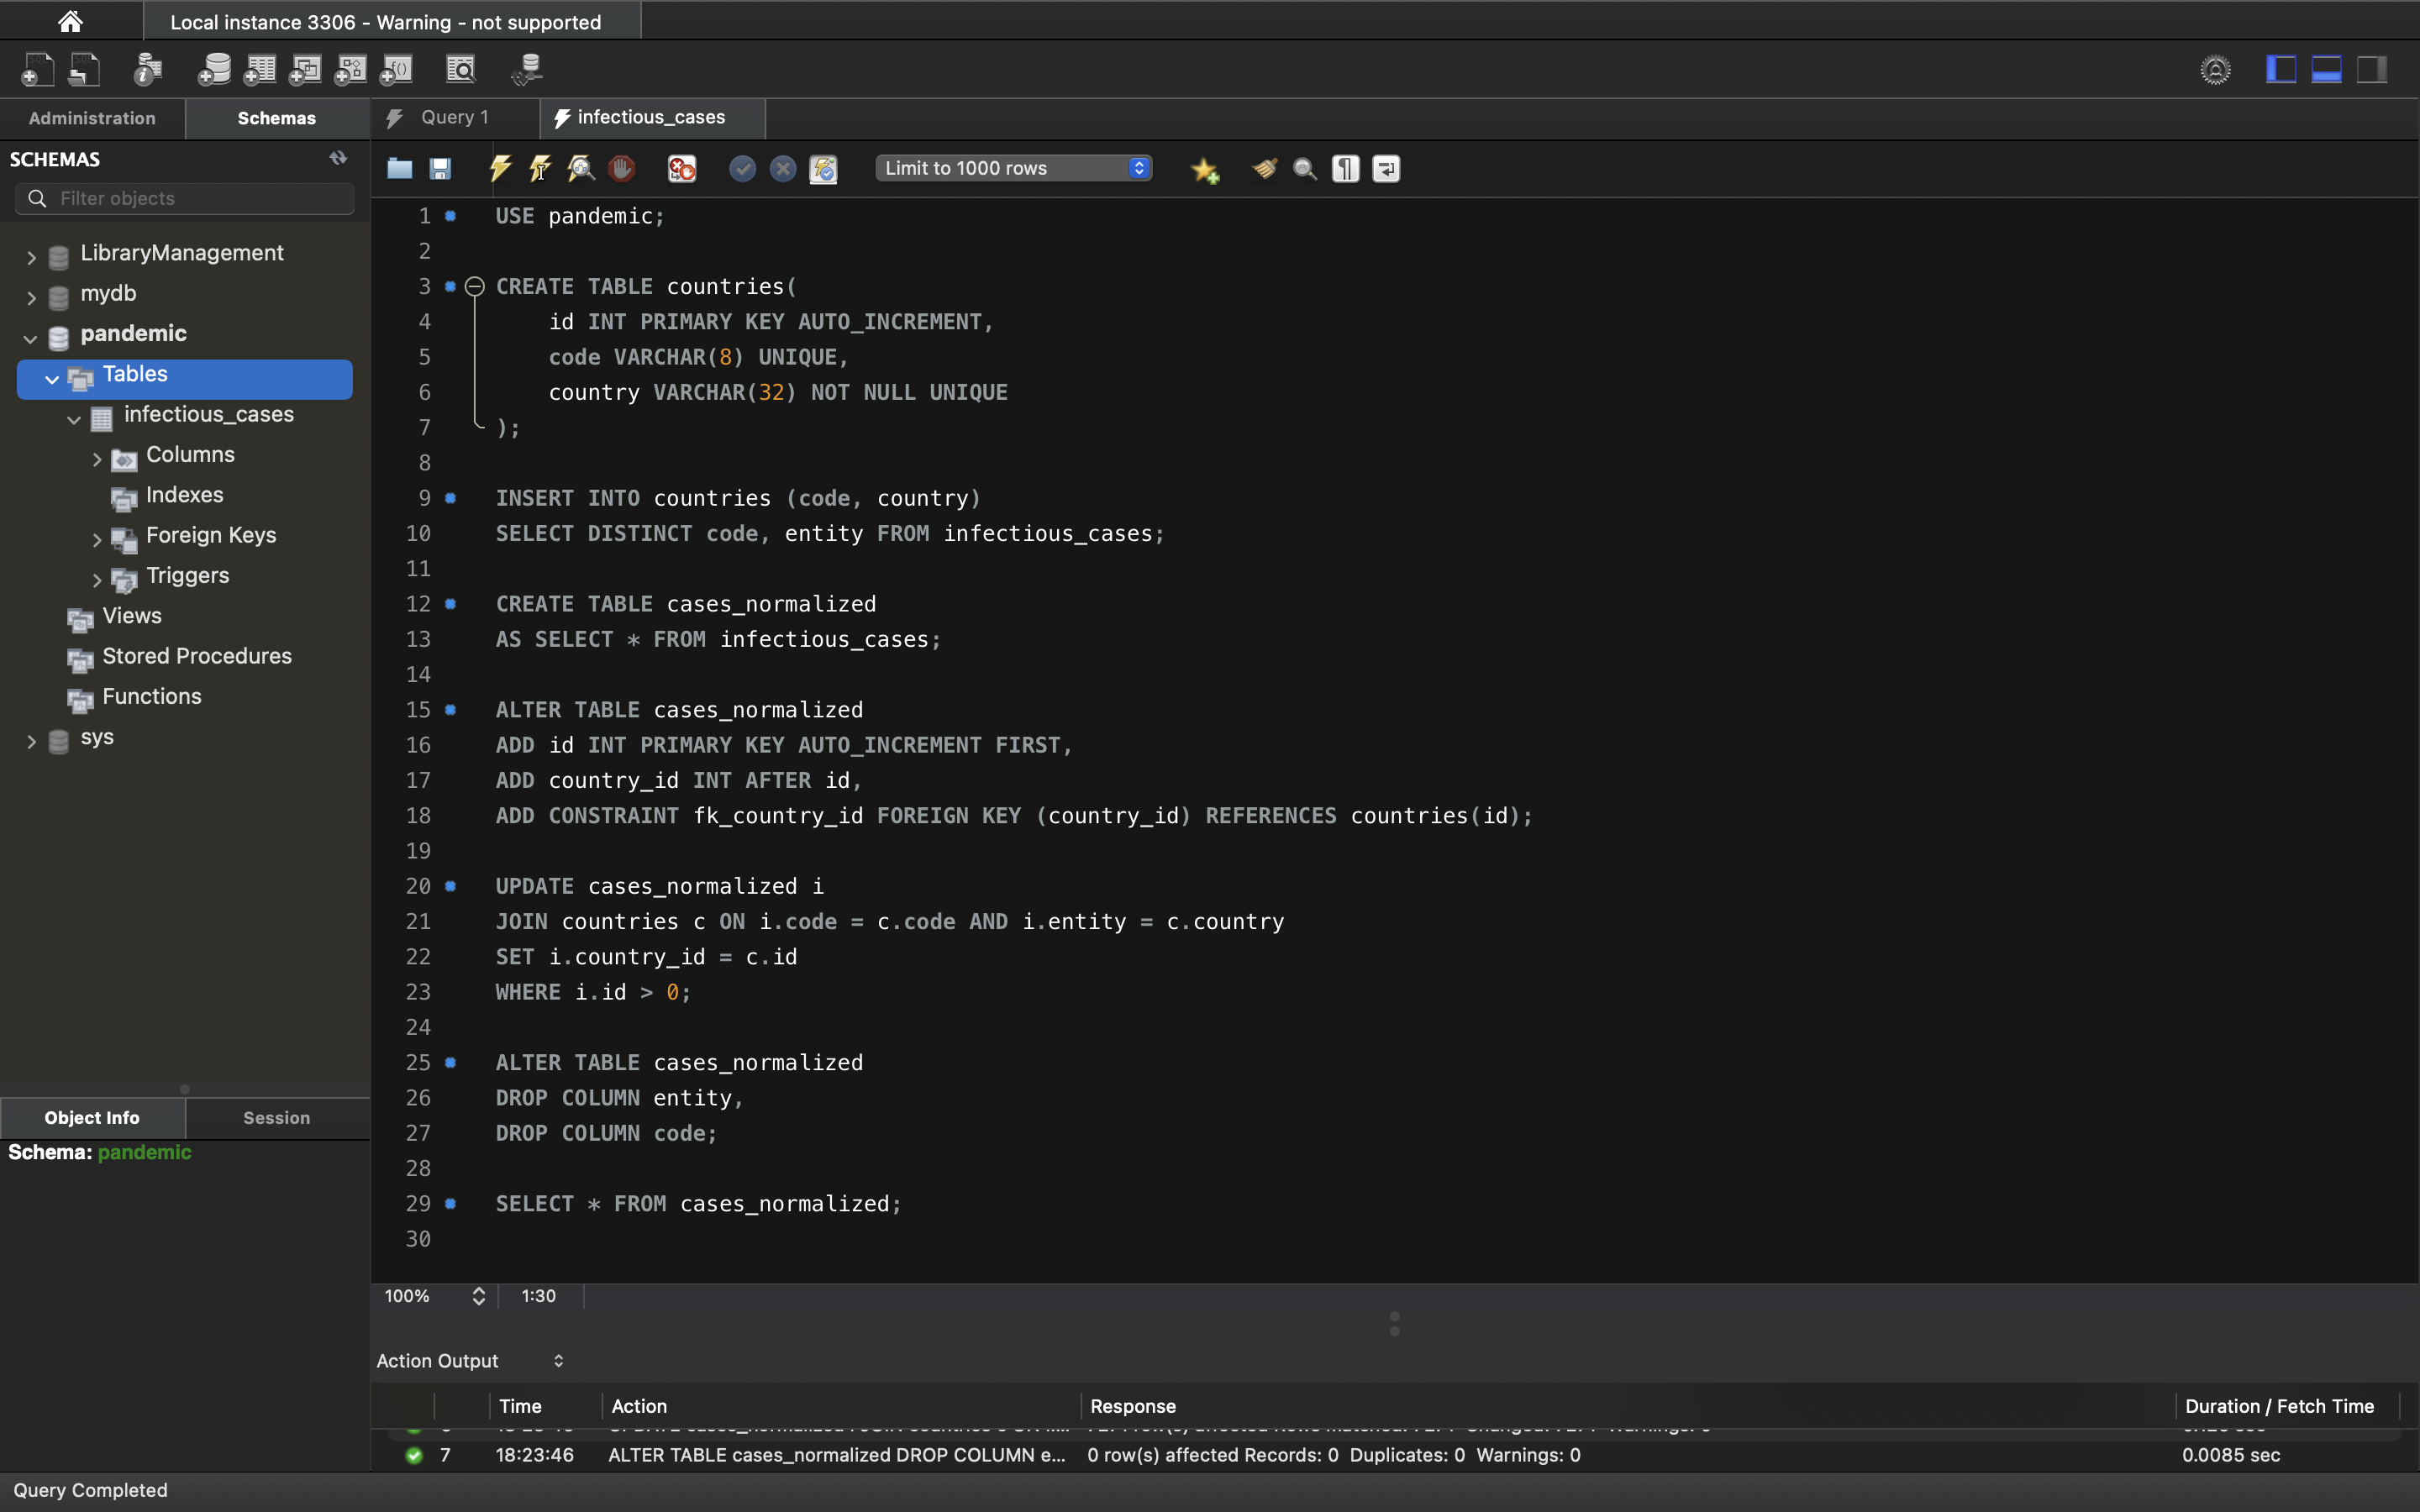 Local instance 3306 - Warning - not supported
Administration
Schemas
Query 1
infectious_cases
SCHEMAS
Filter objects
Limit to 1000 rows
LibraryManagement
mydb
pandemic
Tables
infectious_cases
Columns
Indexes
Foreign Keys
Triggers
Views
Stored Procedures
Functions
sys
Object Info
Session
Schema: pandemic
1 USE pandemic;
2
3 CREATE TABLE countries(
4 id INT PRIMARY KEY AUTO_INCREMENT,
5 code VARCHAR(8) UNIQUE,
6 country VARCHAR(32) NOT NULL UNIQUE
7 );
8
9 INSERT INTO countries (code, country)
10 SELECT DISTINCT code, entity FROM infectious_cases;
11
12 CREATE TABLE cases_normalized
13 AS SELECT * FROM infectious_cases;
14
15 ALTER TABLE cases_normalized
16 ADD id INT PRIMARY KEY AUTO_INCREMENT FIRST,
17 ADD country_id INT AFTER id,
18 ADD CONSTRAINT fk_country_id FOREIGN KEY (country_id) REFERENCES countries(id);
19
20 UPDATE cases_normalized i
21 JOIN countries c ON i.code = c.code AND i.entity = c.country
22 SET i.country_id = c.id
23 WHERE i.id > 0;
24
25 ALTER TABLE cases_normalized
26 DROP COLUMN entity,
27 DROP COLUMN code;
28
29 SELECT * FROM cases_normalized;
30
100% 1:30
Action Output
Time Action Response Duration / Fetch Time
7 18:23:46 ALTER TABLE cases_normalized DROP COLUMN e... 0 row(s) affected Records: 0 Duplicates: 0 Warnings: 0 0.0085 sec
Query Completed